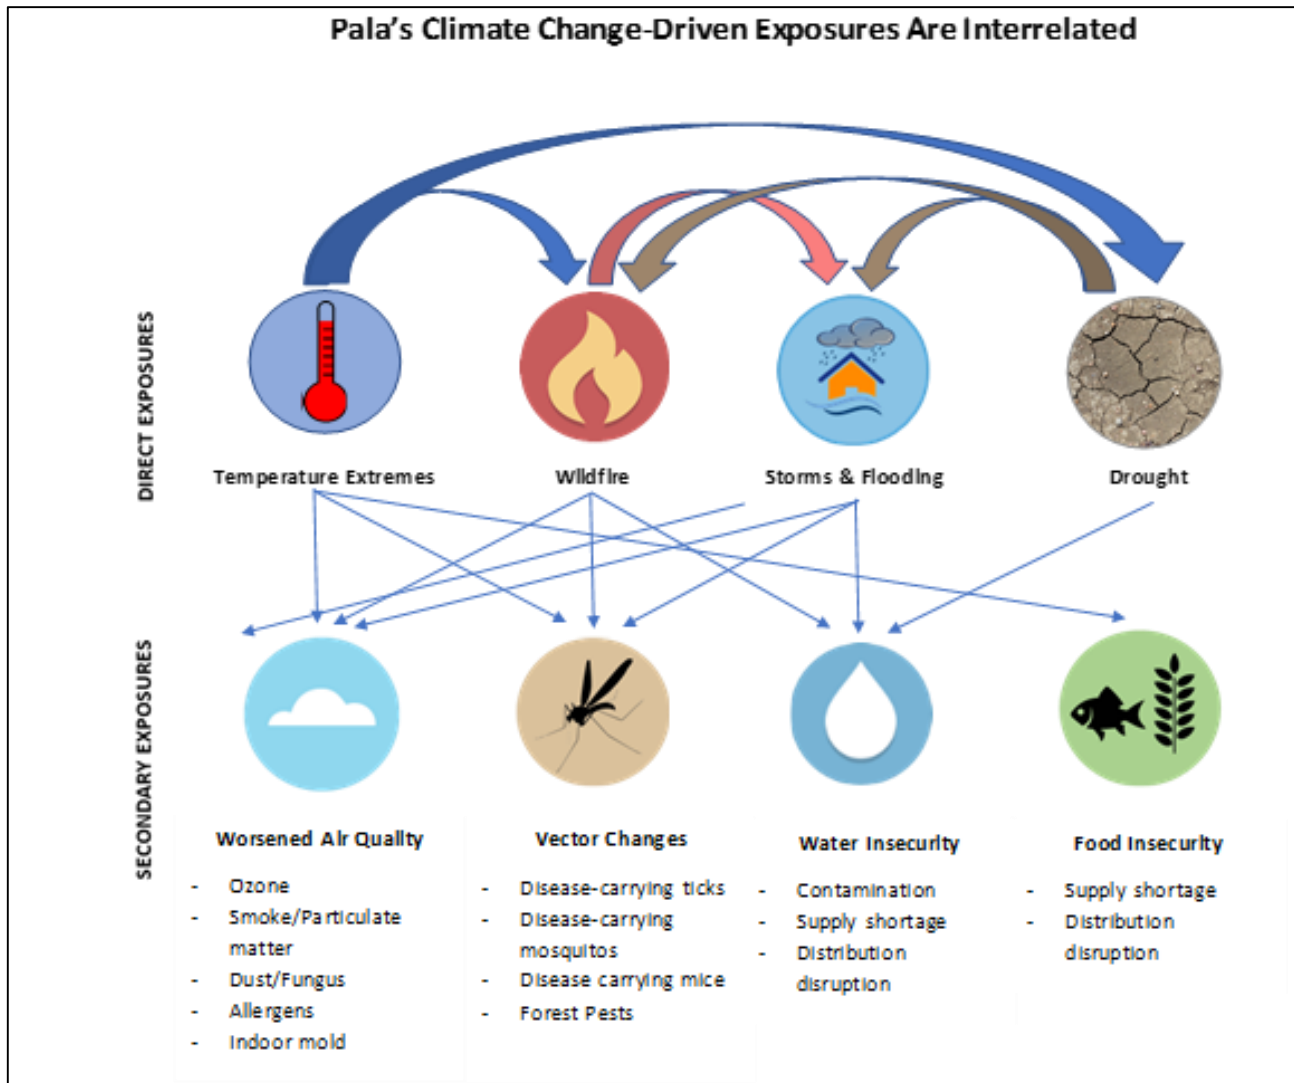 Pala's Climate Change-Driven Exposures Are Interrelated
DIRECT EXPOSURES
Temperature Extremes
Wildfire
Storms & Flooding
Drought
SECONDARY EXPOSURES
Worsened Air Quality
- Ozone
- Smoke/Particulate
matter
- Dust/Fungus
- Allergens
- Indoor mold
Vector Changes
- Disease-carrying ticks
- Disease-carrying
mosquitos
- Disease carrying mice
- Forest Pests
Water Insecurity
- Contamination
- Supply shortage
- Distribution
disruption
Food Insecurity
- Supply shortage
- Distribution
disruption